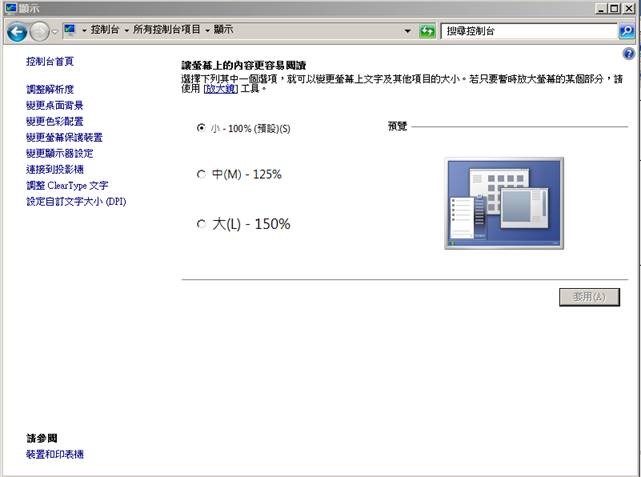 顯示
控制台 ▸ 所有控制台項目 ▸ 顯示
搜尋控制台
控制台首頁
調整解析度
變更桌面背景
變更色彩配置
變更螢幕保護裝置
變更顯示器設定
連接到投影機
調整 ClearType 文字
設定自訂文字大小 (DPI)
讓螢幕上的內容更容易閱讀
選擇下列其中一個選項，就可以變更螢幕上文字及其他項目的大小。若只要暫時放大螢幕的某個部分，請
使用 [放大鏡] 工具。
小 - 100% (預設)(S)
預覽
中(M) - 125%
大(L) - 150%
套用(A)
請參閱
裝置和印表機